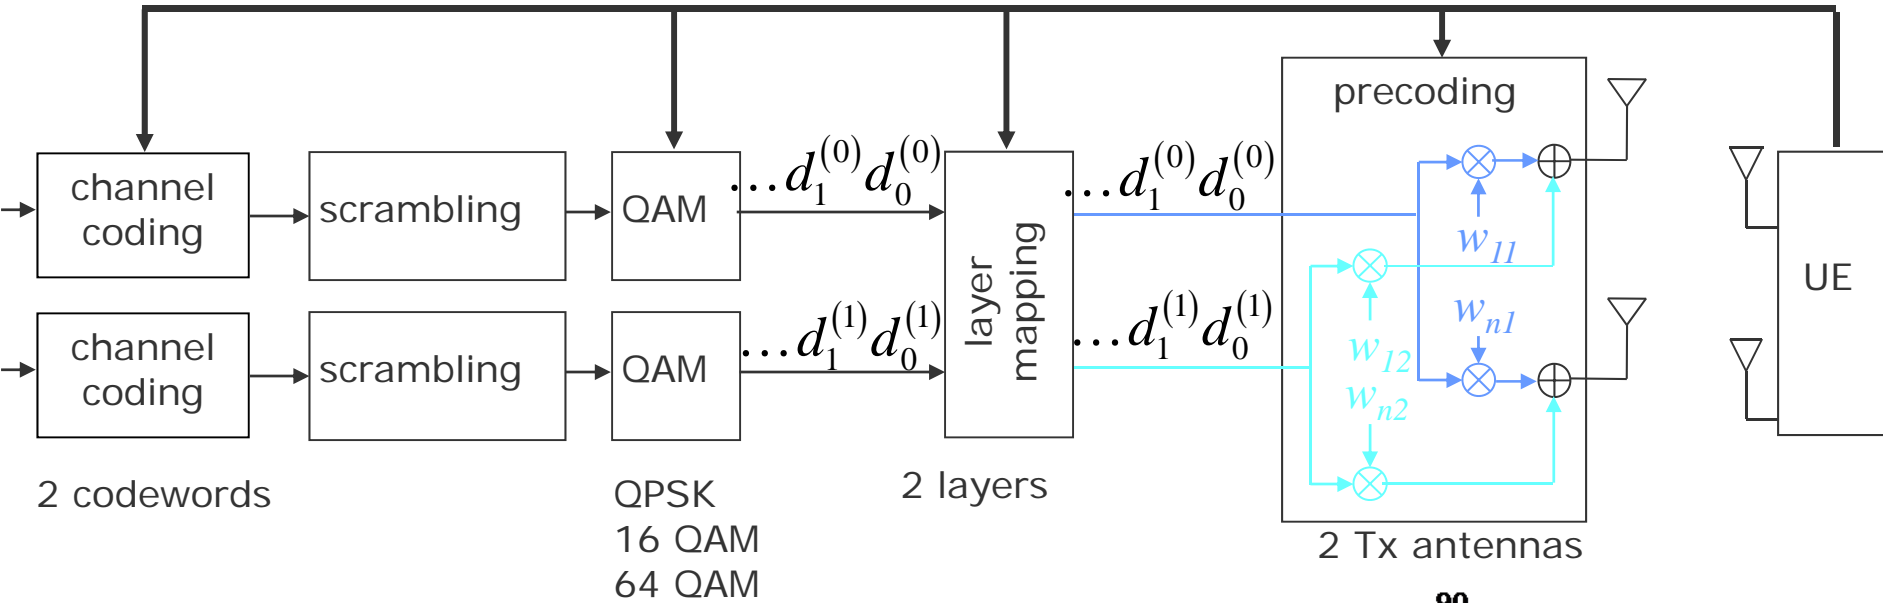 precoding
channel
coding
scrambling
QAM
…d₁⁽⁰⁾d₀⁽⁰⁾
layer
mapping
…d₁⁽⁰⁾d₀⁽⁰⁾
w₁₁
UE
channel
coding
scrambling
QAM
…d₁⁽¹⁾d₀⁽¹⁾
…d₁⁽¹⁾d₀⁽¹⁾
w₁₂
wₙ₂
wₙ₁
2 codewords
QPSK
16 QAM
64 QAM
2 layers
2 Tx antennas